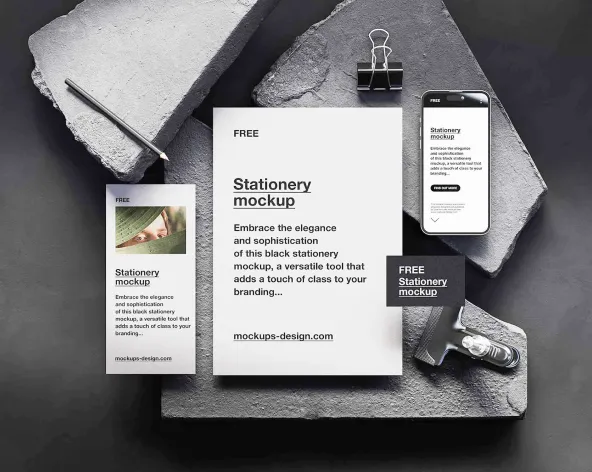 FREE
Stationery
mockup
Embrace the elegance
and sophistication
of this black stationery
mockup, a versatile tool that
adds a touch of class to your
branding...
mockups-design.com
FREE
Stationery
mockup
Embrace the elegance
and sophistication
of this black stationery
mockup, a versatile tool that
adds a touch of class to your
branding...
mockups-design.com
FREE
Stationery
mockup
Embrace the elegance
and sophistication
of this black stationery
mockup, a versatile tool that
adds a touch of class to your
branding...
FIND OUT MORE
FREE
Stationery
mockup